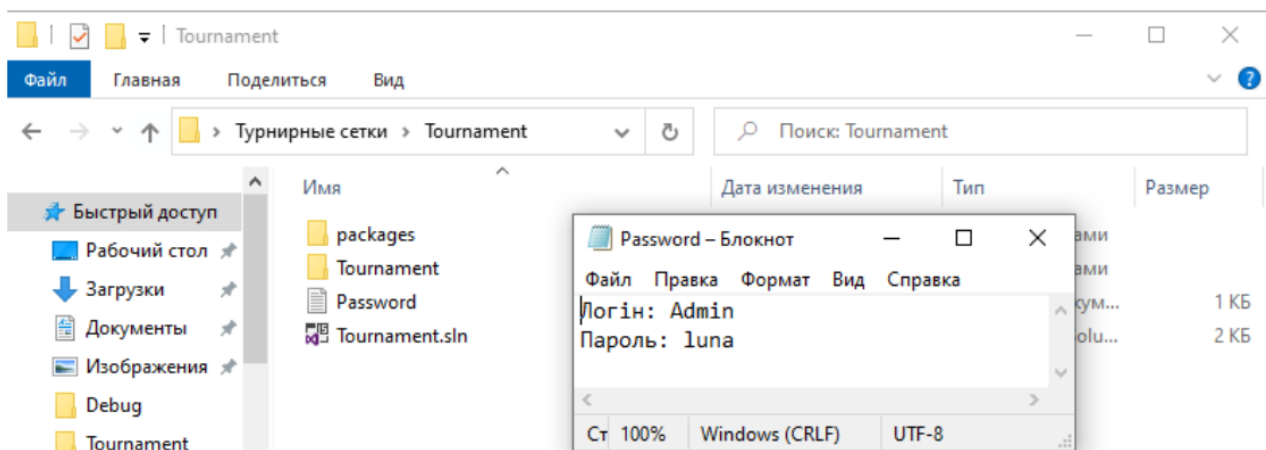 Tournament
Файл Главная Поделиться Вид
Турнирные сетки › Tournament Поиск: Tournament
Имя Дата изменения Тип Размер
Быстрый доступ
Рабочий стол
Загрузки
Документы
Изображения
Debug
Tournament
packages
Tournament
Password
1 КБ
Tournament.sln
2 КБ
Password – Блокнот
Файл Правка Формат Вид Справка
Логін: Admin
Пароль: luna
100% Windows (CRLF) UTF-8